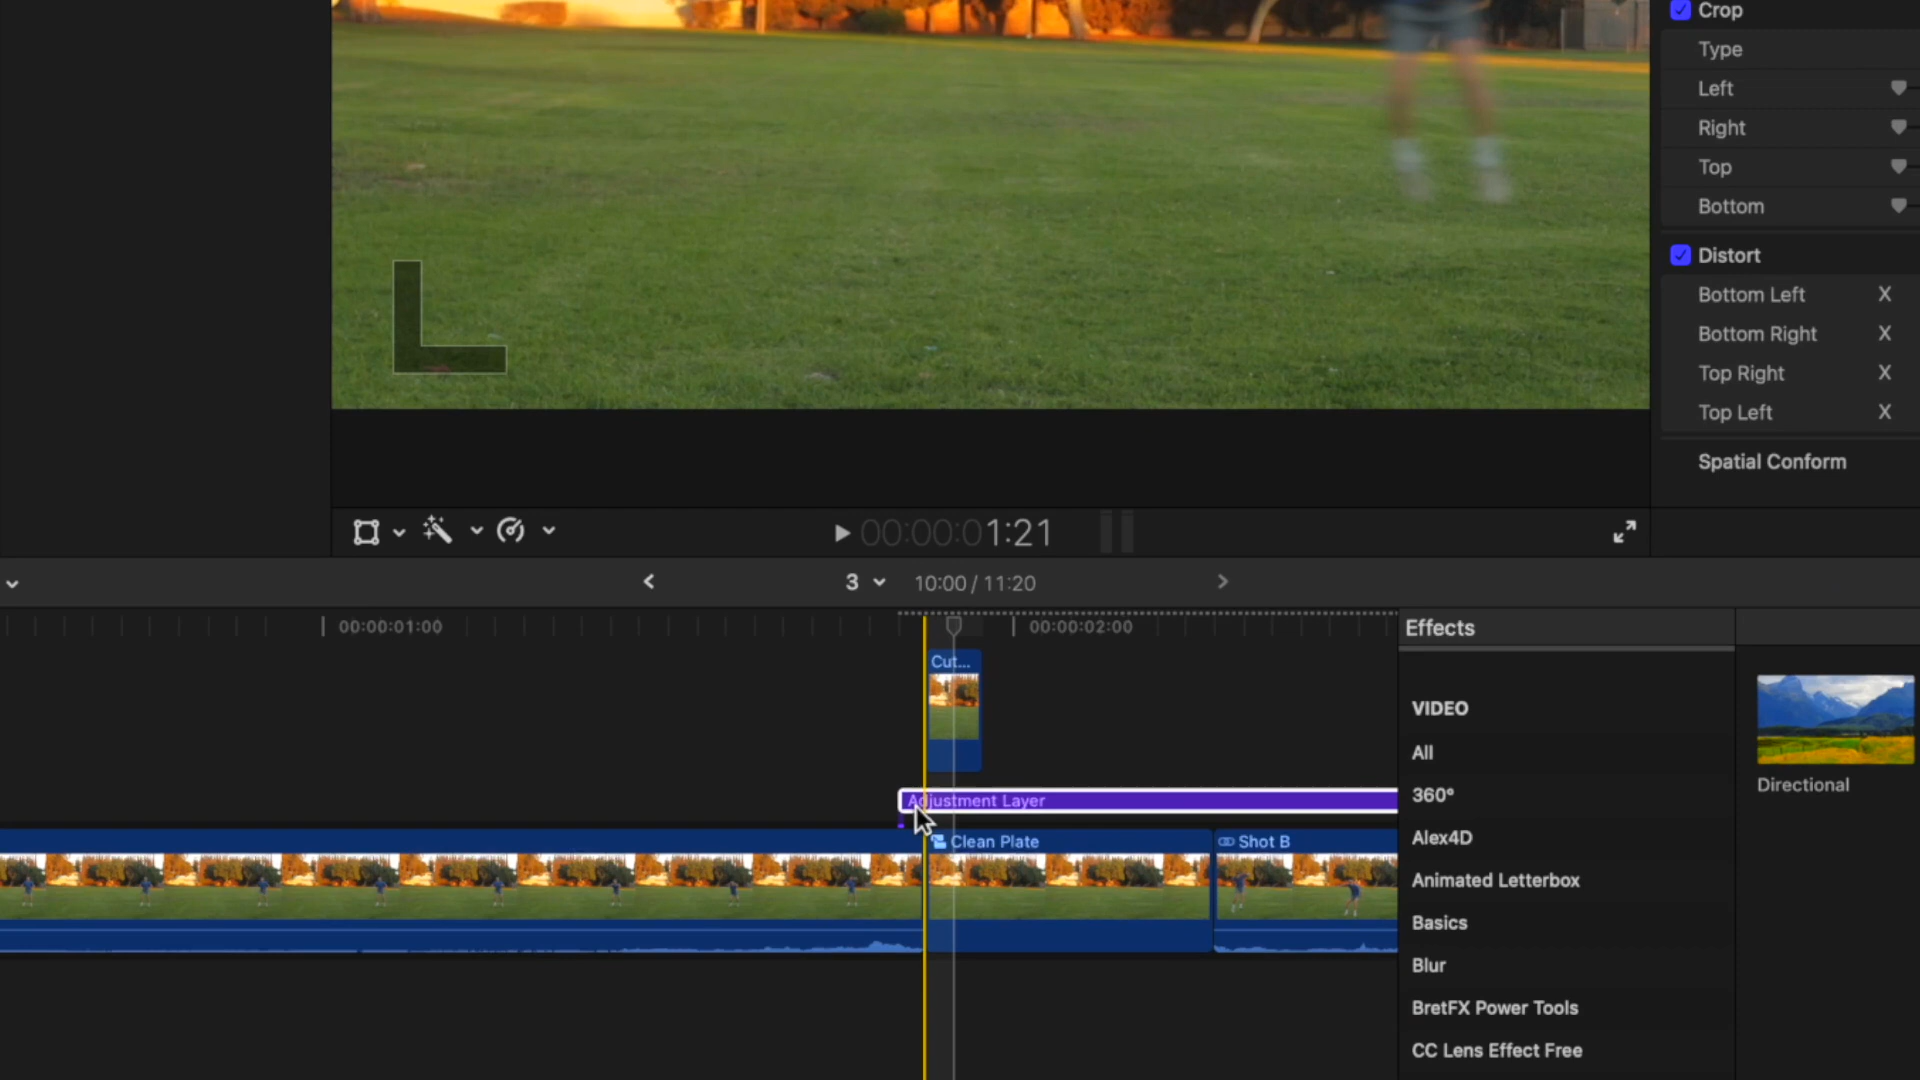 Crop
Type
Left
Right
Top
Bottom
Distort
Bottom Left X
Bottom Right X
Top Right X
Top Left X
Spatial Conform
00:00:01:21
3 10:00 / 11:20
00:00:01:00
00:00:02:00
Effects
Cut...
VIDEO
All
360°
Alex4D
Animated Letterbox
Basics
Blur
BretFX Power Tools
CC Lens Effect Free
Directional
Adjustment Layer
Clean Plate
Shot B